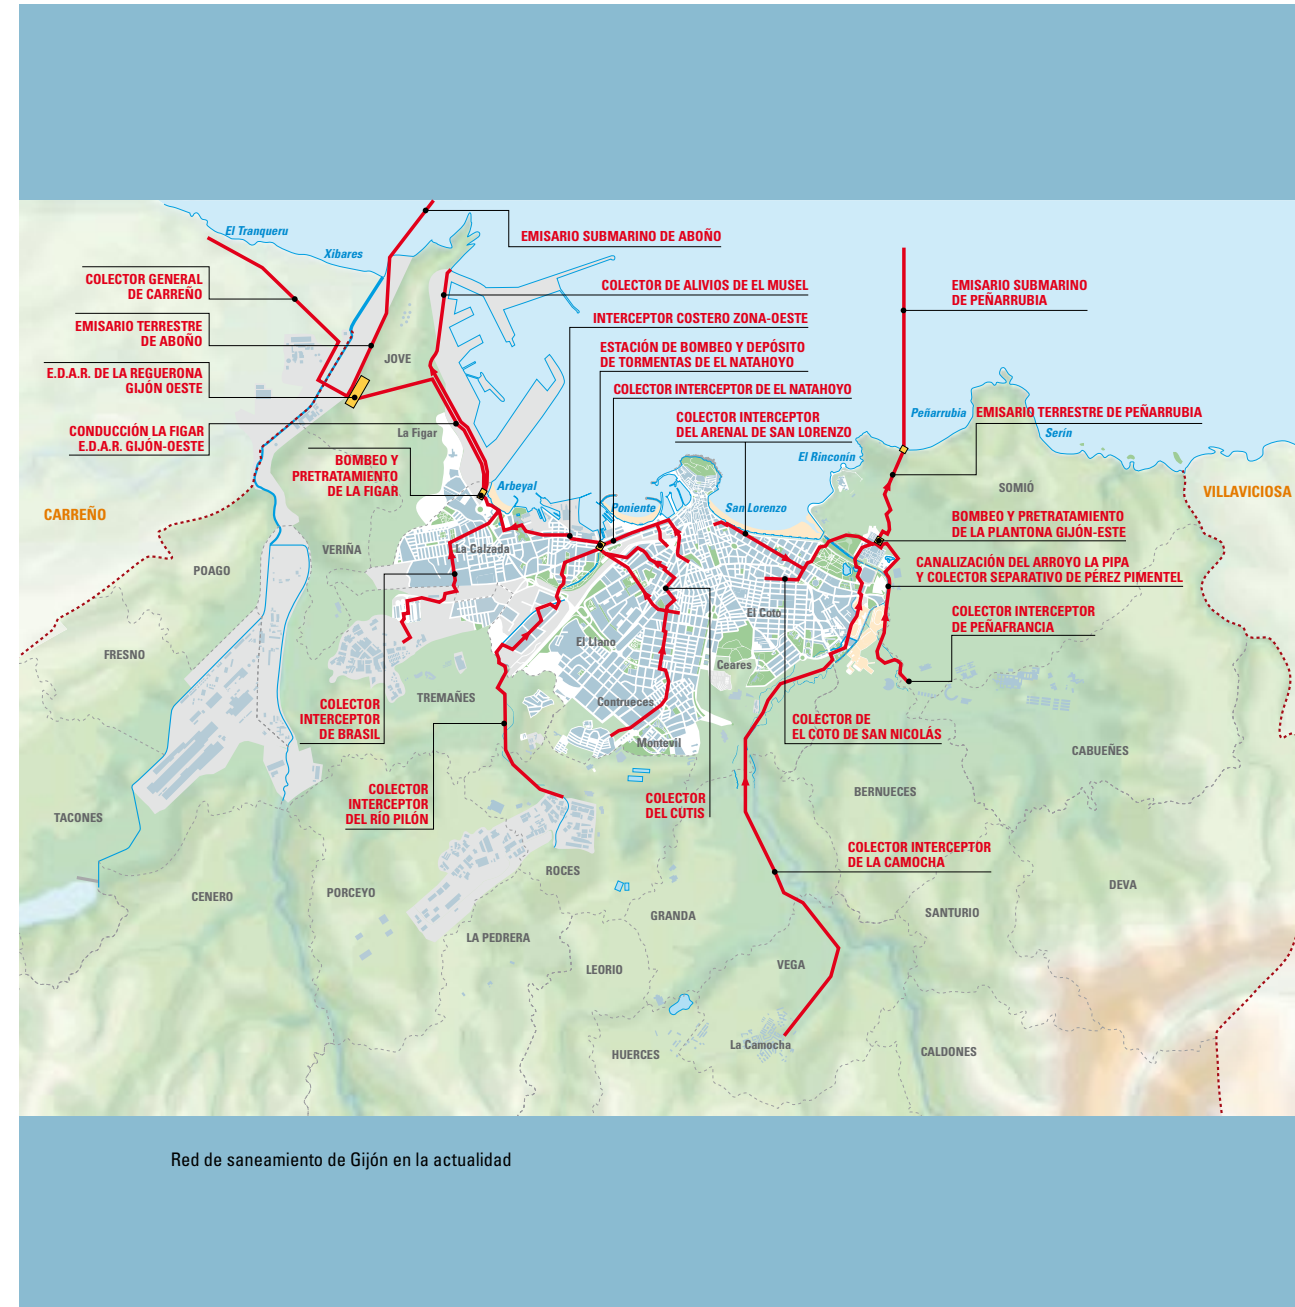 El Tranqueru
Xibares
EMISARIO SUBMARINO DE ABOÑO
COLECTOR GENERAL
DE CARREÑO
COLECTOR DE ALIVIOS DE EL MUSEL
EMISARIO SUBMARINO
DE PEÑARRUBIA
EMISARIO TERRESTRE
DE ABOÑO
INTERCEPTOR COSTERO ZONA-OESTE
JOVE
ESTACIÓN DE BOMBEO Y DEPÓSITO
DE TORMENTAS DE EL NATAHOYO
E.D.A.R. DE LA REGUERONA
GIJÓN OESTE
COLECTOR INTERCEPTOR DE EL NATAHOYO
COLECTOR INTERCEPTOR
DEL ARENAL DE SAN LORENZO
Peñarrubia
EMISARIO TERRESTRE DE PEÑARRUBIA
Serín
CONDUCCIÓN LA FIGAR
E.D.A.R. GIJÓN-OESTE
La Figar
El Rinconín
BOMBEO Y
PRETRATAMIENTO
DE LA FIGAR
Arbeyal
Poniente
San Lorenzo
SOMIÓ
VILLAVICIOSA
CARREÑO
BOMBEO Y PRETRATAMIENTO
DE LA PLANTONA GIJÓN-ESTE
VERIÑA
La Calzada
POAGO
CANALIZACIÓN DEL ARROYO LA PIPA
Y COLECTOR SEPARATIVO DE PÉREZ PIMENTEL
El Coto
COLECTOR INTERCEPTOR
DE PEÑAFRANCIA
El Llano
FRESNO
Ceares
TREMAÑES
Contrueces
COLECTOR
INTERCEPTOR
DE BRASIL
COLECTOR DE
EL COTO DE SAN NICOLÁS
Montevil
CABUEÑES
COLECTOR
INTERCEPTOR
DEL RÍO PILÓN
COLECTOR
DEL CUTIS
BERNUECES
TACONES
COLECTOR INTERCEPTOR
DE LA CAMOCHA
ROCES
DEVA
CENERO
PORCEYO
GRANDA
SANTURIO
LA PEDRERA
LEORIO
VEGA
HUERCES
La Camocha
CALDONES
Red de saneamiento de Gijón en la actualidad